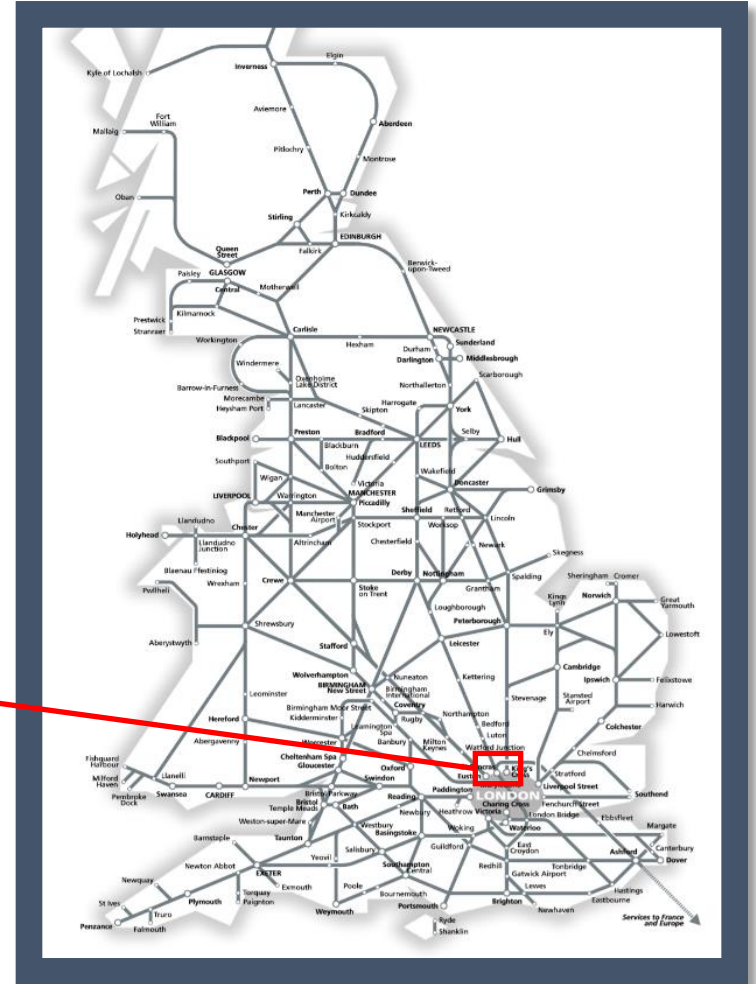 Elgin
Kyle of Lochalsh
Inverness
Aviemore
Fort
William
Aberdeen
Mallaig
Pitlochry
Montrose
Perth
Dundee
Oban
Stirling
Kirkcaldy
EDINBURGH
Queen
Street
Falkirk
Berwick-
upon-Tweed
Paisley
GLASGOW
Central
Motherwell
Prestwick
Kilmarnock
Stranraer
Carlisle
NEWCASTLE
Workington
Hexham
Sunderland
Durham
Darlington
Middlesbrough
Windermere
Oxenholme
Lake District
Scarborough
Barrow-in-Furness
Northallerton
Morecambe
Lancaster
Harrogate
York
Heysham Port
Skipton
Blackpool
Preston
Bradford
Selby
Hull
Blackburn
LEEDS
Southport
Huddersfield
Bolton
Wakefield
Wigan
Victoria
Doncaster
MANCHESTER
Piccadilly
Grimsby
LIVERPOOL
Warrington
Sheffield
Retford
Manchester
Airport
Lincoln
Llandudno
Stockport
Worksop
Holyhead
Chester
Llandudno
Junction
Altrincham
Chesterfield
Newark
Skegness
Blaenau Ffestiniog
Derby
Nottingham
Sheringham
Cromer
Pwllheli
Wrexham
Crewe
Stoke
on Trent
Grantham
Spalding
Kings
Lynn
Norwich
Great
Yarmouth
Loughborough
Shrewsbury
Peterborough
Ely
Aberystwyth
Stafford
Leicester
Lowestoft
Wolverhampton
Nuneaton
Kettering
Cambridge
BIRMINGHAM
New Street
Birmingham
International
Ipswich
Felixstowe
Leominster
Coventry
Stevenage
Stansted
Airport
Birmingham Moor Street
Rugby
Northampton
Harwich
Hereford
Kidderminster
Leamington
Spa
Bedford
Colchester
Abergavenny
Worcester
Banbury
Milton
Keynes
Luton
Fishguard
Harbour
Cheltenham Spa
Watford Junction
Chelmsford
Llanelli
Gloucester
Oxford
Euston
King's
Cross
Stratford
Milford
Haven
Newport
Swindon
Paddington
Liverpool Street
Pembroke
Dock
Swansea
CARDIFF
Bristol Parkway
Reading
LONDON
Southend
Bristol
Temple Meads
Bath
Newbury
Heathrow
Victoria
Charing Cross
Fenchurch Street
Weston-super-Mare
London Bridge
Ebbsfleet
Westbury
Basingstoke
Woking
Waterloo
Margate
Barnstaple
Taunton
Salisbury
Guildford
East
Croydon
Canterbury
Newton Abbot
Yeovil
Redhill
Tonbridge
Ashford
Dover
EXETER
Southampton
Central
Gatwick Airport
Newquay
Exmouth
Poole
Lewes
Hastings
St Ives
Torquay
Bournemouth
Eastbourne
Plymouth
Paignton
Portsmouth
Brighton
Truro
Weymouth
Newhaven
Penzance
Falmouth
Ryde
Shanklin
Services to France
and Europe